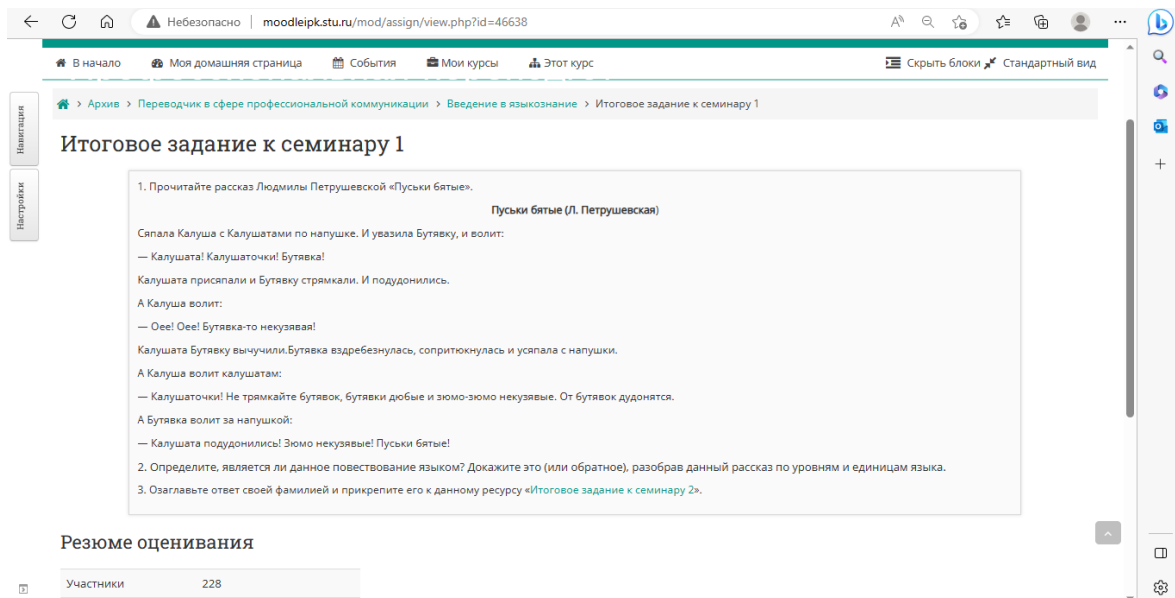 Небезопасно | moodleipk.stu.ru/mod/assign/view.php?id=46638
В начало Моя домашняя страница События Мои курсы Этот курс Скрыть блоки Стандартный вид
Архив > Переводчик в сфере профессиональной коммуникации > Введение в языкознание > Итоговое задание к семинару 1
Навигация
Настройки
Итоговое задание к семинару 1
1. Прочитайте рассказ Людмилы Петрушевской «Пуськи бятые».
Пуськи бятые (Л. Петрушевская)
Сяпала Калуша с Калушатами по напушке. И увазила Бутявку, и волит:
— Калушата! Калушаточки! Бутявка!
Калушата присяпали и Бутявку стрямкали. И подудонились.
А Калуша волит:
— Оее! Оее! Бутявка-то некузявая!
Калушата Бутявку вычучили.Бутявка вздребезнулась, сопритюкнулась и усяпала с напушки.
А Калуша волит калушатам:
— Калушаточки! Не трямкайте бутявок, бутявки дюбые и зюмо-зюмо некузявые. От бутявок дудонятся.
А Бутявка волит за напушкой:
— Калушата подудонились! Зюмо некузявые! Пуськи бятые!
2. Определите, является ли данное повествование языком? Докажите это (или обратное), разобрав данный рассказ по уровням и единицам языка.
3. Озаглавьте ответ своей фамилией и прикрепите его к данному ресурсу «Итоговое задание к семинару 2».
Резюме оценивания
Участники 228